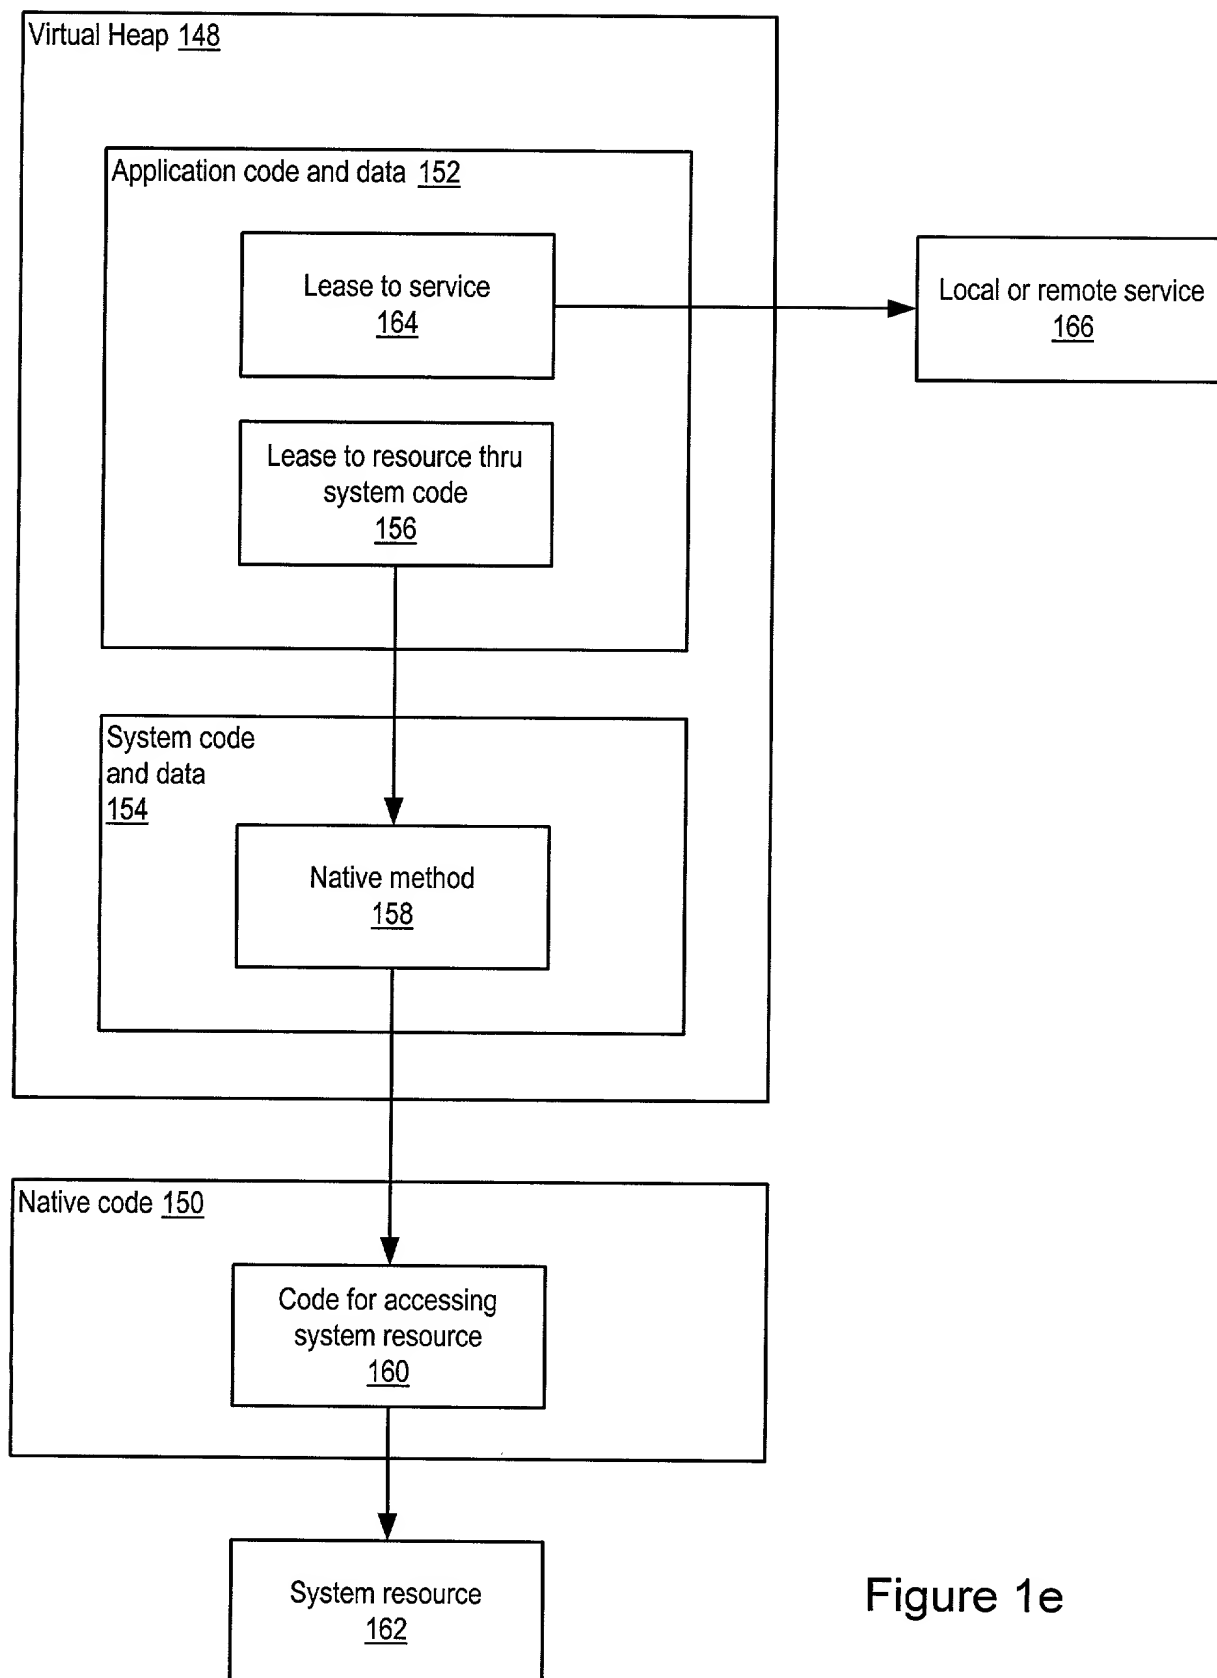 Virtual Heap 148
Application code and data 152
Lease to service
164
Local or remote service
166
Lease to resource thru
system code
156
System code
and data
154
Native method
158
Native code 150
Code for accessing
system resource
160
System resource
162
Figure 1e